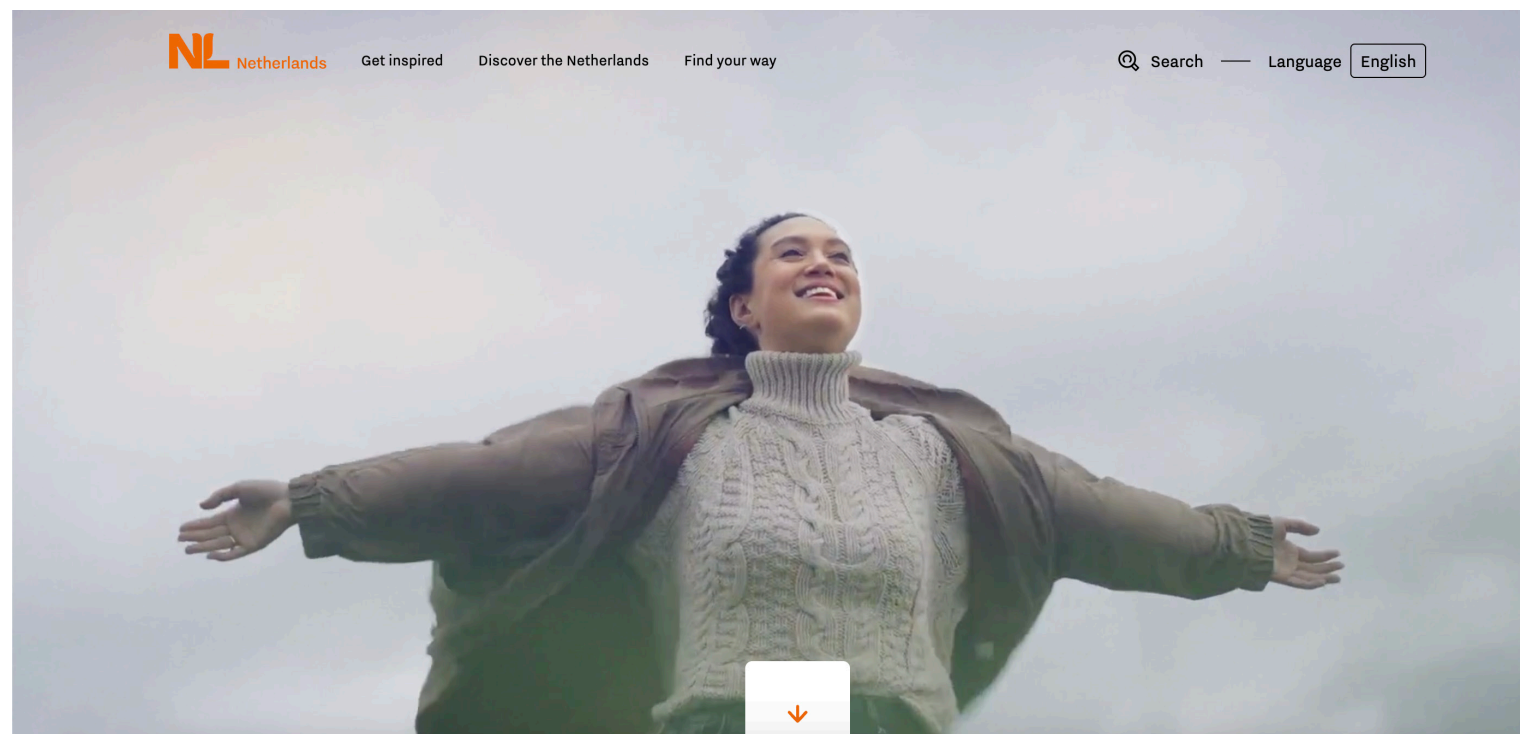 NL Netherlands
Get inspired
Discover the Netherlands
Find your way
Search
Language
English